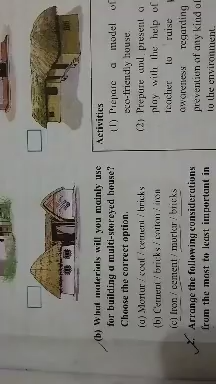 (b) What materials will you mainly use
for building a multi-storeyed house?
Choose the correct option.
(a) Mortar / coal / cement / bricks
(b) Cement / bricks / cotton / iron
(c) Iron / cement / mortar / bricks
Arrange the following considerations
from the most to least important in
Activities
(1) Prepare a model of
eco-friendly house.
(2) Prepare and present a
play with the help of
teacher to raise
awareness regarding
prevention of any kind of
the environment.